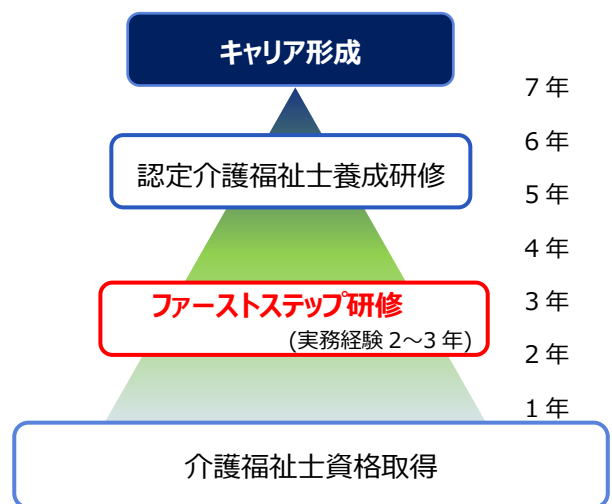 キャリア形成
7年
6年
認定介護福祉士養成研修
5年
4年
ファーストステップ研修
3年
(実務経験 2～3 年)
2年
1年
介護福祉士資格取得